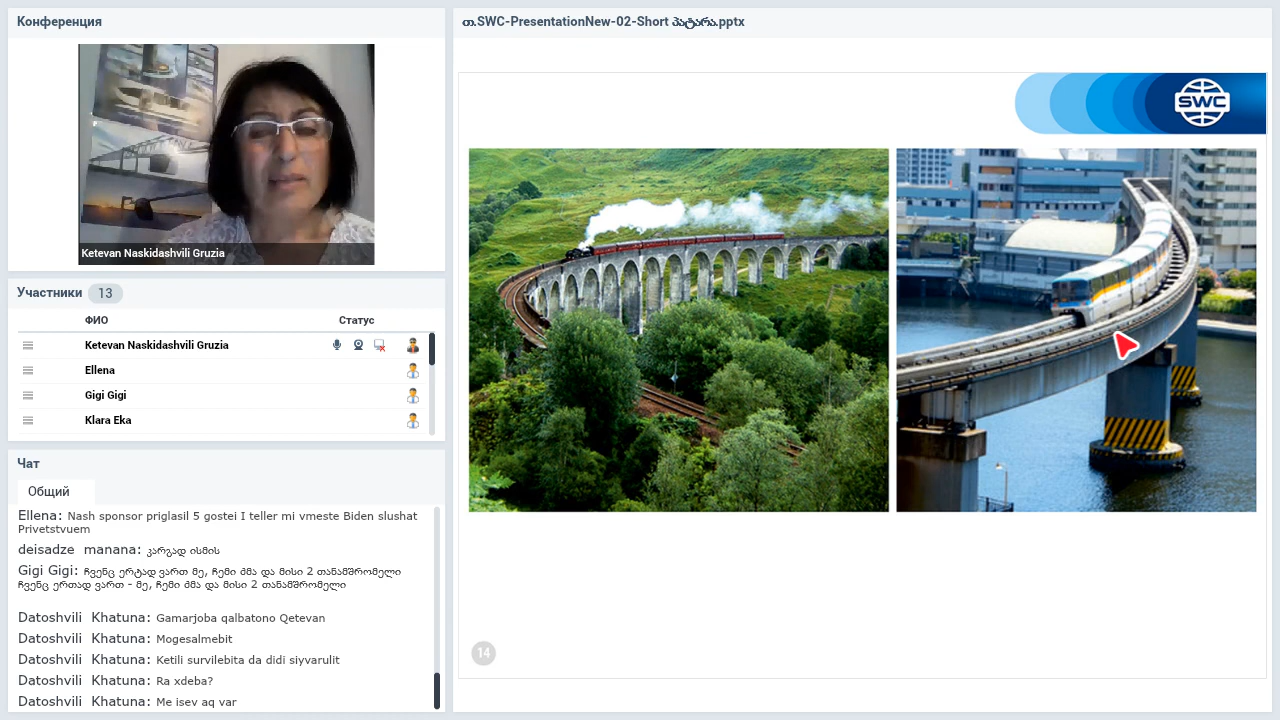 Конференция
Ketevan Naskidashvili Gruzia
Участники 13
ФИО Статус
Ketevan Naskidashvili Gruzia
Ellena
Gigi Gigi
Klara Eka
Чат
Общий
Ellena: Nash sponsor priglasil 5 gostei I teller mi vmeste Biden slushat
Privetstvuem
deisadze manana: კარგად ისმის
Gigi Gigi: ჩვენც ერტად ვართ მე, ჩემი ძმა და მისი 2 თანამშრომელი
ჩვენც ერთად ვართ - მე, ჩემი ძმა და მისი 2 თანამშრომელი
Datoshvili Khatuna: Gamarjoba qalbatono Qetevan
Datoshvili Khatuna: Mogesalmebit
Datoshvili Khatuna: Ketili survilebita da didi siyvarulit
Datoshvili Khatuna: Ra xdeba?
Datoshvili Khatuna: Me isev aq var
თ.SWC-PresentationNew-02-Short პატარა.pptx
SWC
14